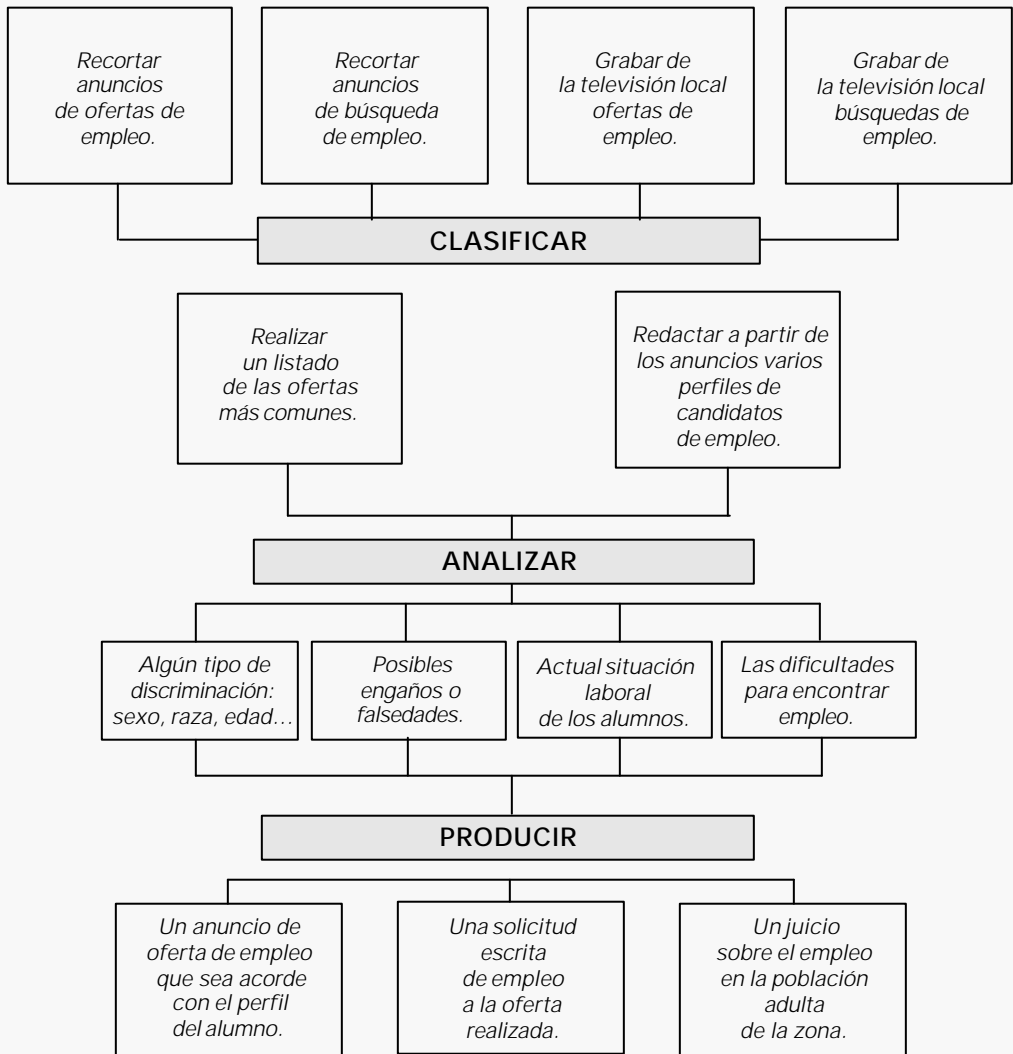 Recortar
anuncios
de ofertas de
empleo.
Recortar
anuncios
de búsqueda
de empleo.
Grabar de
la televisión local
ofertas de
empleo.
Grabar de
la televisión local
búsquedas de
empleo.
CLASIFICAR
Realizar
un listado
de las ofertas
más comunes.
Redactar a partir de
los anuncios varios
perfiles de
candidatos
de empleo.
ANALIZAR
Algún tipo de
discriminación:
sexo, raza, edad...
Posibles
engaños o
falsedades.
Actual situación
laboral
de los alumnos.
Las dificultades
para encontrar
empleo.
PRODUCIR
Un anuncio de
oferta de empleo
que sea acorde
con el perfil
del alumno.
Una solicitud
escrita
de empleo
a la oferta
realizada.
Un juicio
sobre el empleo
en la población
adulta
de la zona.